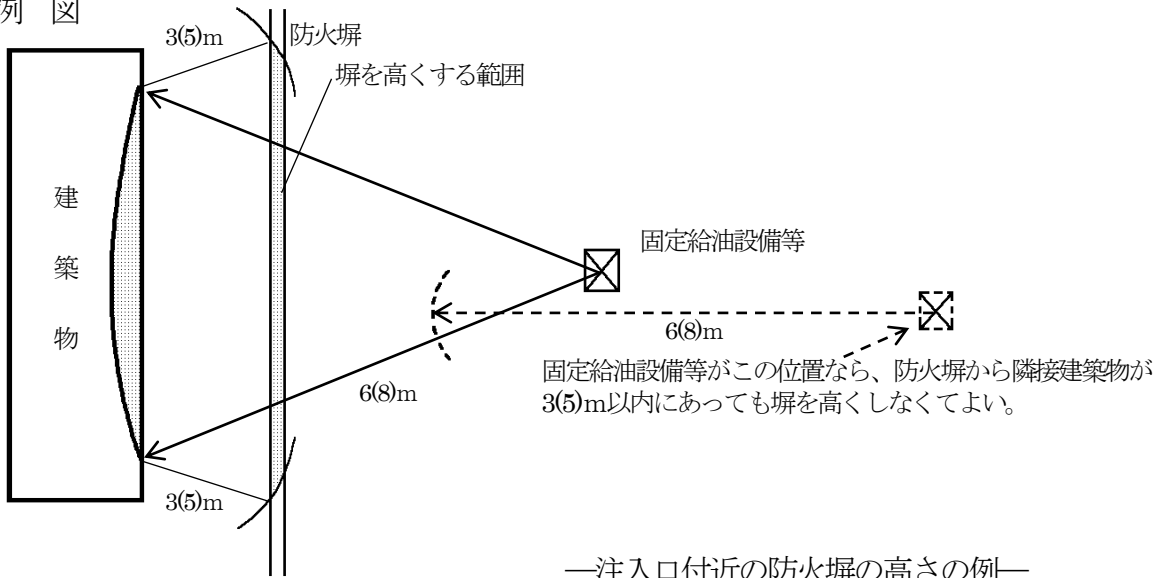 例　図
3(5)m
防火塀
塀を高くする範囲
建
築
物
固定給油設備等
6(8)m
6(8)m
固定給油設備等がこの位置なら、防火塀から隣接建築物が
3(5)m以内にあっても塀を高くしなくてよい。
3(5)m
―注入口付近の防火塀の高さの例―